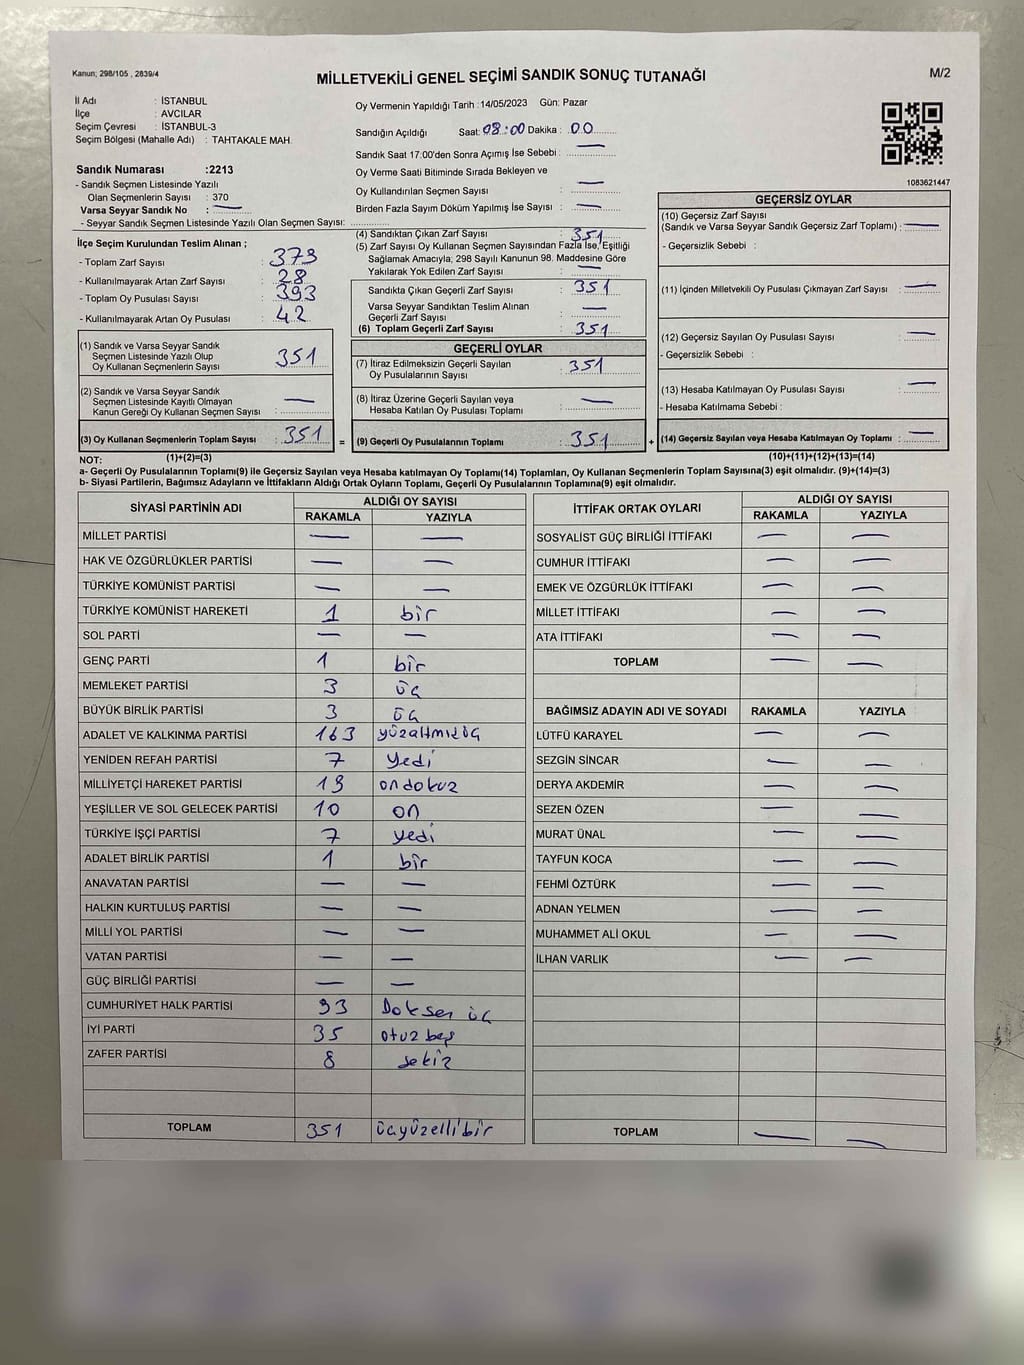 Kanun; 298/105 , 2839/4
MİLLETVEKİLİ GENEL SEÇİMİ SANDIK SONUÇ TUTANAĞI
M/2
İl Adı : İSTANBUL
İlçe : AVCILAR
Seçim Çevresi : İSTANBUL-3
Seçim Bölgesi (Mahalle Adı) : TAHTAKALE MAH.
Sandık Numarası :2213
- Sandık Seçmen Listesinde Yazılı
Olan Seçmenlerin Sayısı : 370
Varsa Seyyar Sandık No : —
- Seyyar Sandık Seçmen Listesinde Yazılı Olan Seçmen Sayısı:
Oy Vermenin Yapıldığı Tarih :14/05/2023 Gün: Pazar
Sandığın Açıldığı Saat: 08:00 Dakika : 00
Sandık Saat 17:00'den Sonra Açımış İse Sebebi : —
Oy Verme Saati Bitiminde Sırada Bekleyen ve
Oy Kullandırılan Seçmen Sayısı : —
Birden Fazla Sayım Döküm Yapılmış İse Sayısı : —
1083621447
İlçe Seçim Kurulundan Teslim Alınan ;
- Toplam Zarf Sayısı : 379
- Kullanılmayarak Artan Zarf Sayısı : 28
- Toplam Oy Pusulası Sayısı : 393
- Kullanılmayarak Artan Oy Pusulası : 42
(1) Sandık ve Varsa Seyyar Sandık
Seçmen Listesinde Yazılı Olup
Oy Kullanan Seçmenlerin Sayısı : 351
(2) Sandık ve Varsa Seyyar Sandık
Seçmen Listesinde Kayıtlı Olmayan
Kanun Gereği Oy Kullanan Seçmen Sayısı : —
(3) Oy Kullanan Seçmenlerin Toplam Sayısı : 351 =
(1)+(2)=(3)
(4) Sandıktan Çıkan Zarf Sayısı : 351
(5) Zarf Sayısı Oy Kullanan Seçmen Sayısından Fazla İse, Eşitliği
Sağlamak Amacıyla; 298 Sayılı Kanunun 98. Maddesine Göre
Yakılarak Yok Edilen Zarf Sayısı : —
Sandıkta Çıkan Geçerli Zarf Sayısı : 351
Varsa Seyyar Sandıktan Teslim Alınan
Geçerli Zarf Sayısı : —
(6) Toplam Geçerli Zarf Sayısı : 351
GEÇERLİ OYLAR
(7) İtiraz Edilmeksizin Geçerli Sayılan
Oy Pusulalarının Sayısı : 351
(8) İtiraz Üzerine Geçerli Sayılan veya
Hesaba Katılan Oy Pusulası Toplamı : —
(9) Geçerli Oy Pusulalarının Toplamı : 351 +
GEÇERSİZ OYLAR
(10) Geçersiz Zarf Sayısı
(Sandık ve Varsa Seyyar Sandık Geçersiz Zarf Toplamı) : —
- Geçersizlik Sebebi :
(11) İçinden Milletvekili Oy Pusulası Çıkmayan Zarf Sayısı : —
(12) Geçersiz Sayılan Oy Pusulası Sayısı : —
- Geçersizlik Sebebi :
(13) Hesaba Katılmayan Oy Pusulası Sayısı : —
- Hesaba Katılmama Sebebi :
(14) Geçersiz Sayılan veya Hesaba Katılmayan Oy Toplamı : —
(10)+(11)+(12)+(13)=(14)
NOT:
a- Geçerli Oy Pusulalarının Toplamı(9) ile Geçersiz Sayılan veya Hesaba katılmayan Oy Toplamı(14) Toplamları, Oy Kullanan Seçmenlerin Toplam Sayısına(3) eşit olmalıdır. (9)+(14)=(3)
b- Siyasi Partilerin, Bağımsız Adayların ve İttifakların Aldığı Ortak Oyların Toplamı, Geçerli Oy Pusulalarının Toplamına(9) eşit olmalıdır.
SİYASİ PARTİNİN ADI ALDIĞI OY SAYISI
RAKAMLA YAZIYLA
MİLLET PARTİSİ — —
HAK VE ÖZGÜRLÜKLER PARTİSİ — —
TÜRKİYE KOMÜNİST PARTİSİ — —
TÜRKİYE KOMÜNİST HAREKETİ 1 bir
SOL PARTİ — —
GENÇ PARTİ 1 bir
MEMLEKET PARTİSİ 3 üç
BÜYÜK BİRLİK PARTİSİ 3 üç
ADALET VE KALKINMA PARTİSİ 163 yüzaltmışüç
YENİDEN REFAH PARTİSİ 7 yedi
MİLLİYETÇİ HAREKET PARTİSİ 19 ondokuz
YEŞİLLER VE SOL GELECEK PARTİSİ 10 on
TÜRKİYE İŞÇİ PARTİSİ 7 yedi
ADALET BİRLİK PARTİSİ 1 bir
ANAVATAN PARTİSİ — —
HALKIN KURTULUŞ PARTİSİ — —
MİLLİ YOL PARTİSİ — —
VATAN PARTİSİ — —
GÜÇ BİRLİĞİ PARTİSİ — —
CUMHURİYET HALK PARTİSİ 93 Doksen üç
İYİ PARTİ 35 otuz beş
ZAFER PARTİSİ 8 sekiz
TOPLAM 351 üçyüzellibir
İTTİFAK ORTAK OYLARI ALDIĞI OY SAYISI
RAKAMLA YAZIYLA
SOSYALİST GÜÇ BİRLİĞİ İTTİFAKI — —
CUMHUR İTTİFAKI — —
EMEK VE ÖZGÜRLÜK İTTİFAKI — —
MİLLET İTTİFAKI — —
ATA İTTİFAKI — —
TOPLAM — —
BAĞIMSIZ ADAYIN ADI VE SOYADI RAKAMLA YAZIYLA
LÜTFÜ KARAYEL — —
SEZGİN SİNCAR — —
DERYA AKDEMİR — —
SEZEN ÖZEN — —
MURAT ÜNAL — —
TAYFUN KOCA — —
FEHMİ ÖZTÜRK — —
ADNAN YELMEN — —
MUHAMMET ALİ OKUL — —
İLHAN VARLIK — —
TOPLAM — —